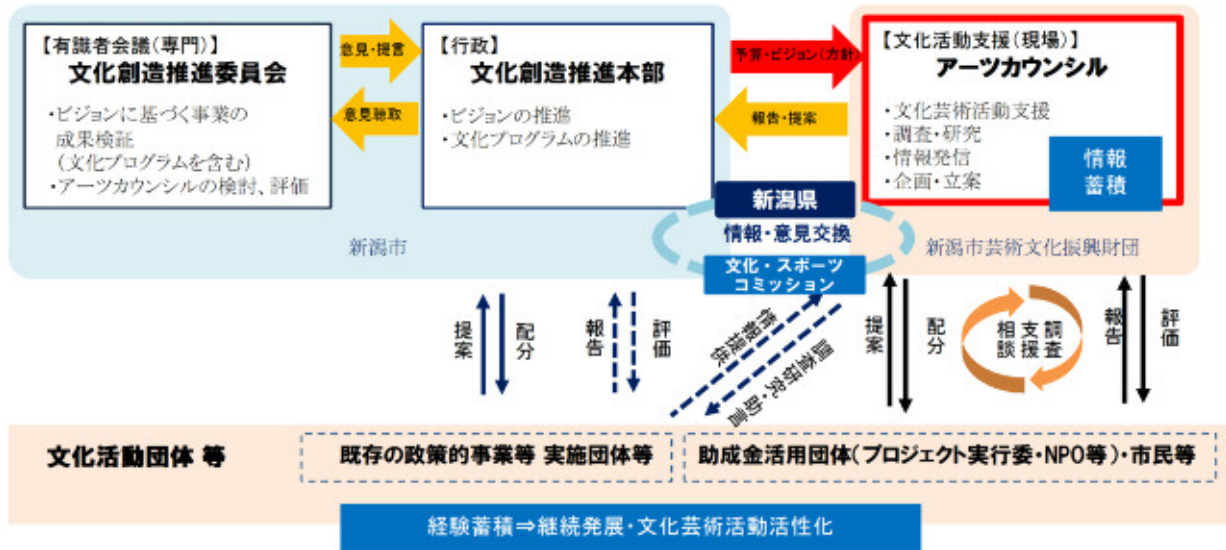 【有識者会議(専門)】
文化創造推進委員会
・ビジョンに基づく事業の
成果検証
(文化プログラムを含む)
・アーツカウンシルの検討、評価
意見・提言
意見聴取
【行政】
文化創造推進本部
・ビジョンの推進
・文化プログラムの推進
予算・ビジョン(方針)
報告・提案
【文化活動支援(現場)】
アーツカウンシル
・文化芸術活動支援
・調査・研究
・情報発信
・企画・立案
情報
蓄積
新潟県
情報・意見交換
文化・スポーツ
コミッション
新潟市
新潟市芸術文化振興財団
提案
配分
報告
評価
情報提供
調査研究・助言
提案
配分
調査
支援
相談
報告
評価
文化活動団体 等
既存の政策的事業等 実施団体等
助成金活用団体(プロジェクト実行委・NPO等)・市民等
経験蓄積⇒継続発展・文化芸術活動活性化